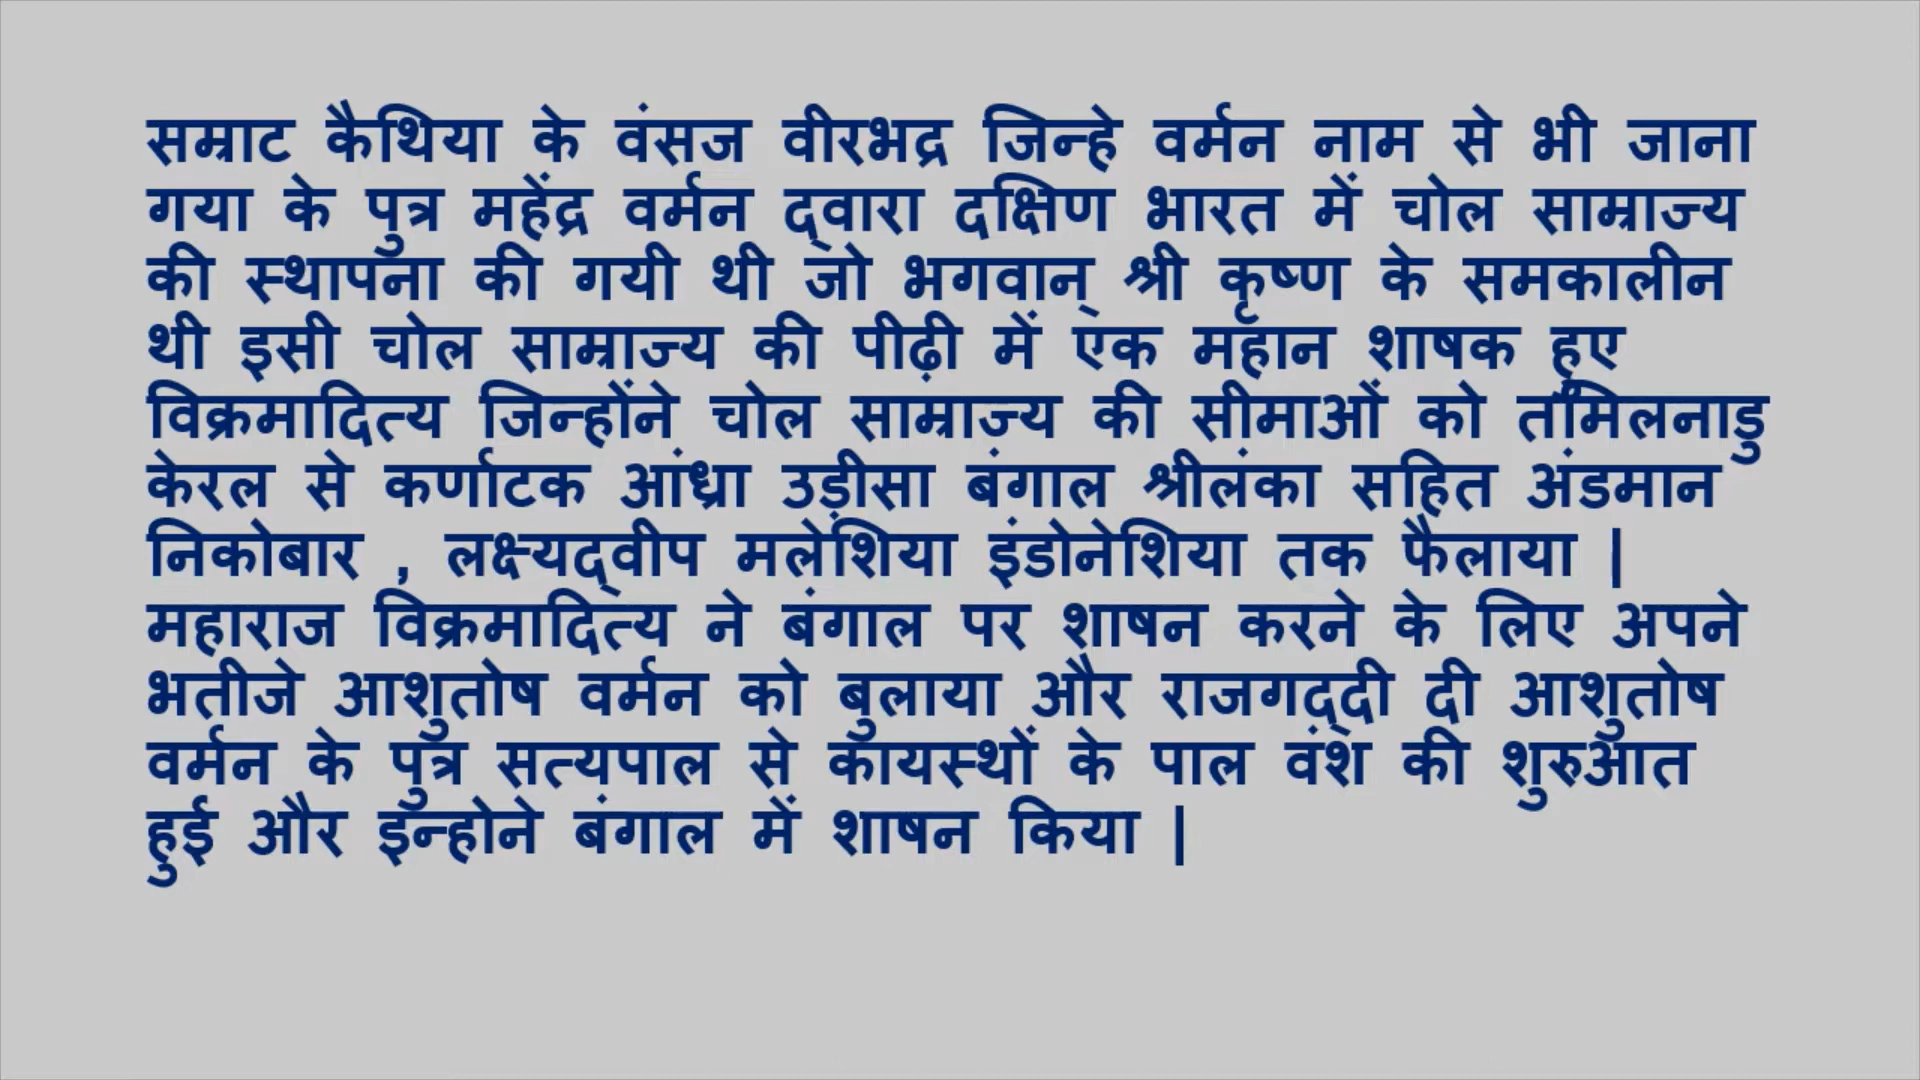 सम्राट कैथिया के वंसज वीरभद्र जिन्हे वर्मन नाम से भी जाना
गया के पुत्र महेंद्र वर्मन द्वारा दक्षिण भारत में चोल साम्राज्य
की स्थापना की गयी थी जो भगवान् श्री कृष्ण के समकालीन
थी इसी चोल साम्राज्य की पीढ़ी में एक महान शाषक हुए
विक्रमादित्य जिन्होंने चोल साम्राज्य की सीमाओं को तमिलनाडु
केरल से कर्णाटक आंध्रा उड़ीसा बंगाल श्रीलंका सहित अंडमान
निकोबार , लक्ष्यद्वीप मलेशिया इंडोनेशिया तक फैलाया |
महाराज विक्रमादित्य ने बंगाल पर शाषन करने के लिए अपने
भतीजे आशुतोष वर्मन को बुलाया और राजगद्दी दी आशुतोष
वर्मन के पुत्र सत्यपाल से कायस्थों के पाल वंश की शुरुआत
हुई और इन्होने बंगाल में शाषन किया |